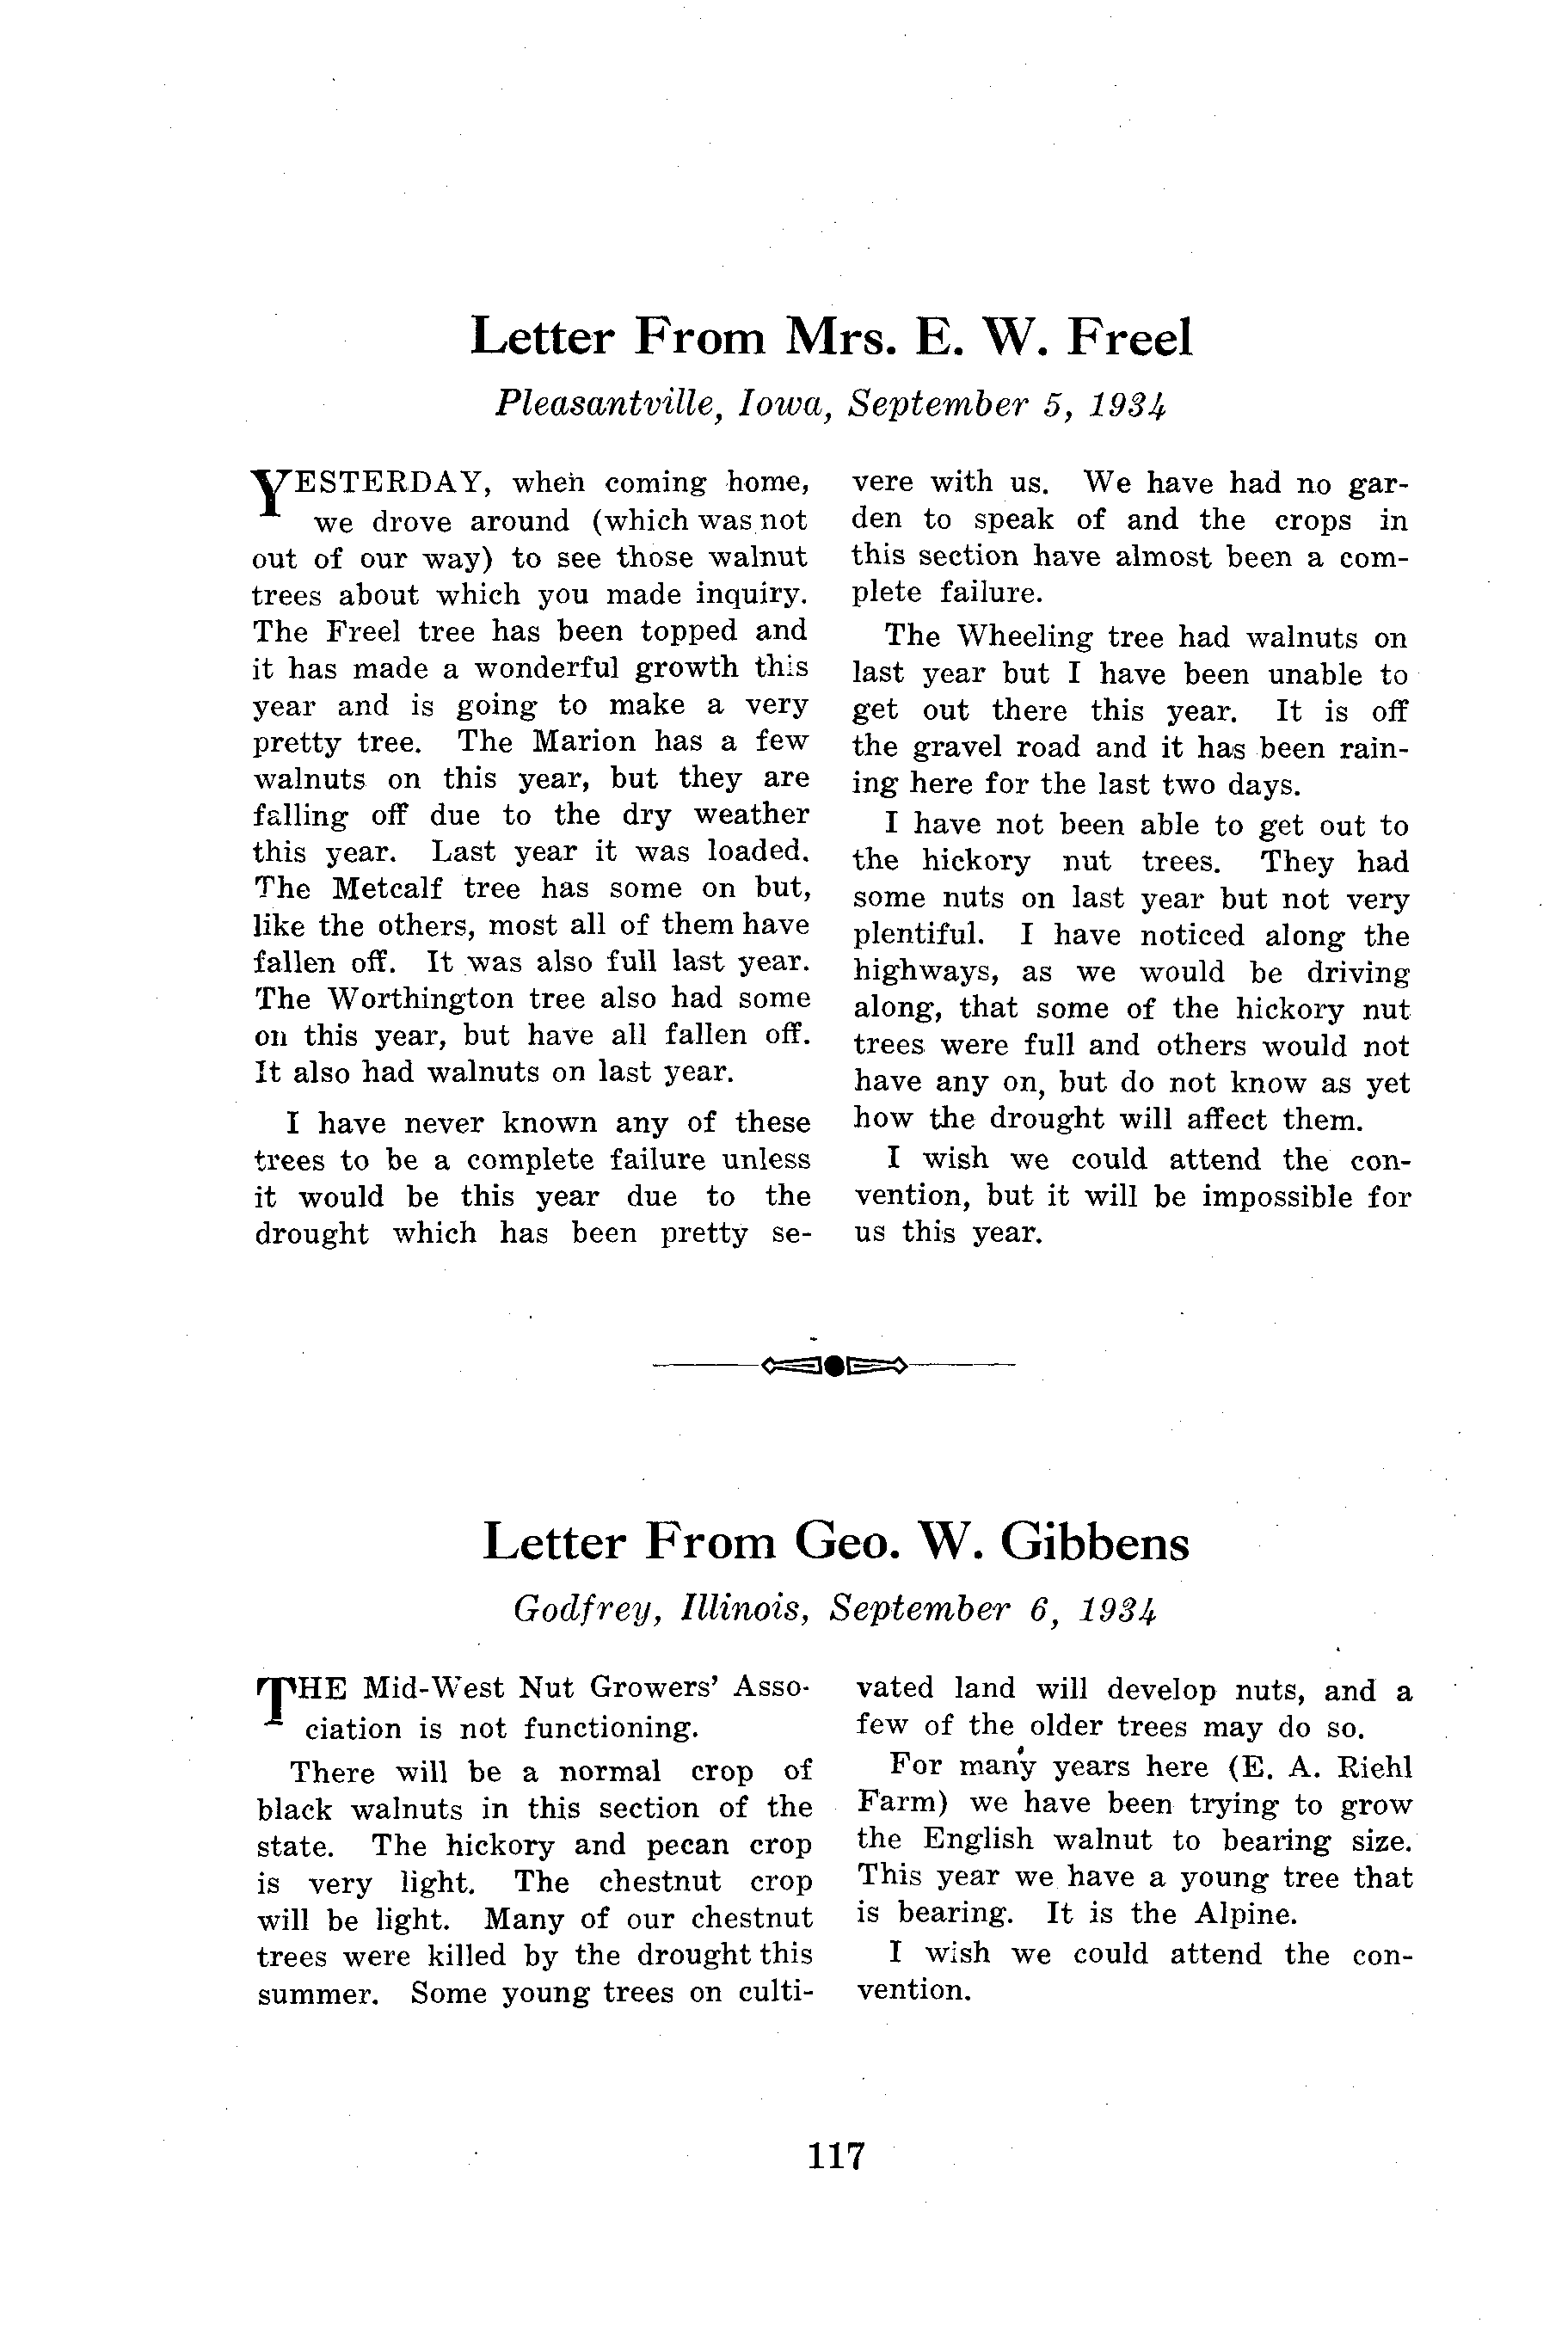 Letter From Mrs. E. W. Freel
Pleasantville, Iowa, September 5, 1934
YESTERDAY, when coming home,
we drove around (which was not
out of our way) to see those walnut
trees about which you made inquiry.
The Freel tree has been topped and
it has made a wonderful growth this
year and is going to make a very
pretty tree. The Marion has a few
walnuts on this year, but they are
falling off due to the dry weather
this year. Last year it was loaded.
The Metcalf tree has some on but,
like the others, most all of them have
fallen off. It was also full last year.
The Worthington tree also had some
on this year, but have all fallen off.
It also had walnuts on last year.
I have never known any of these
trees to be a complete failure unless
it would be this year due to the
drought which has been pretty se-
vere with us. We have had no gar-
den to speak of and the crops in
this section have almost been a com-
plete failure.
The Wheeling tree had walnuts on
last year but I have been unable to
get out there this year. It is off
the gravel road and it has been rain-
ing here for the last two days.
I have not been able to get out to
the hickory nut trees. They had
some nuts on last year but not very
plentiful. I have noticed along the
highways, as we would be driving
along, that some of the hickory nut
trees were full and others would not
have any on, but do not know as yet
how the drought will affect them.
I wish we could attend the con-
vention, but it will be impossible for
us this year.
Letter From Geo. W. Gibbens
Godfrey, Illinois, September 6, 1934
THE Mid-West Nut Growers' Asso-
ciation is not functioning.
There will be a normal crop of
black walnuts in this section of the
state. The hickory and pecan crop
is very light. The chestnut crop
will be light. Many of our chestnut
trees were killed by the drought this
summer. Some young trees on culti-
vated land will develop nuts, and a
few of the older trees may do so.
For many years here (E. A. Riehl
Farm) we have been trying to grow
the English walnut to bearing size.
This year we have a young tree that
is bearing. It is the Alpine.
I wish we could attend the con-
vention.
117